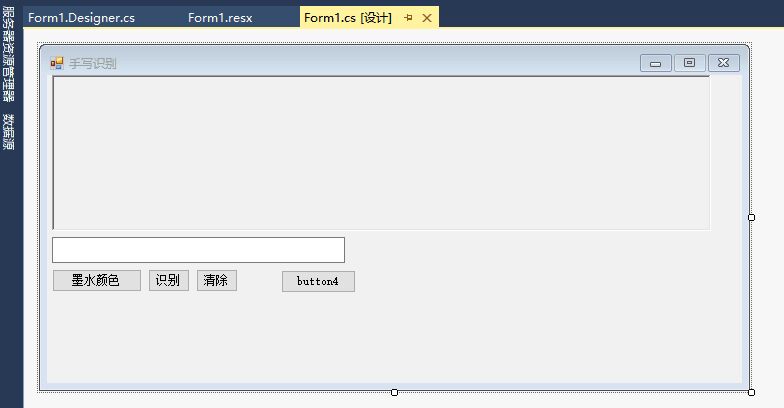 Form1.Designer.cs
Form1.resx
Form1.cs [设计]
服务器资源管理器
数据源
手写识别
墨水颜色
识别
清除
button4